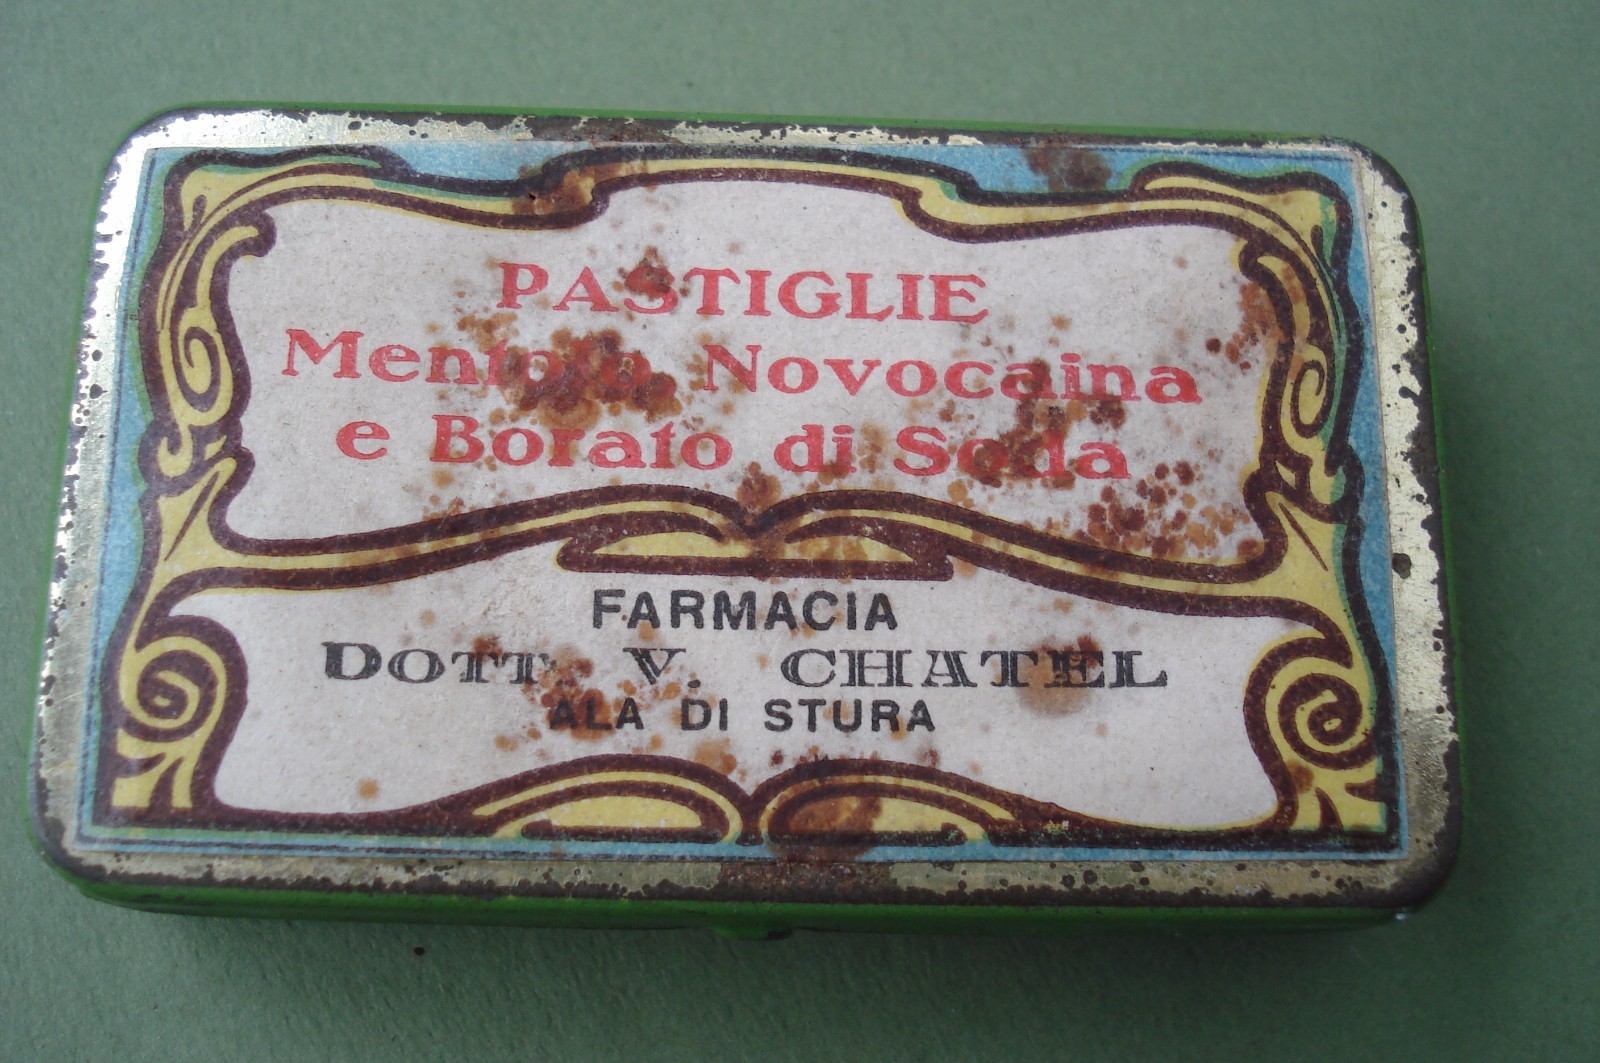 PASTIGLIE
Mentolo Novocaina
e Borato di Soda
FARMACIA
DOTT. V. CHATEL
ALA DI STURA